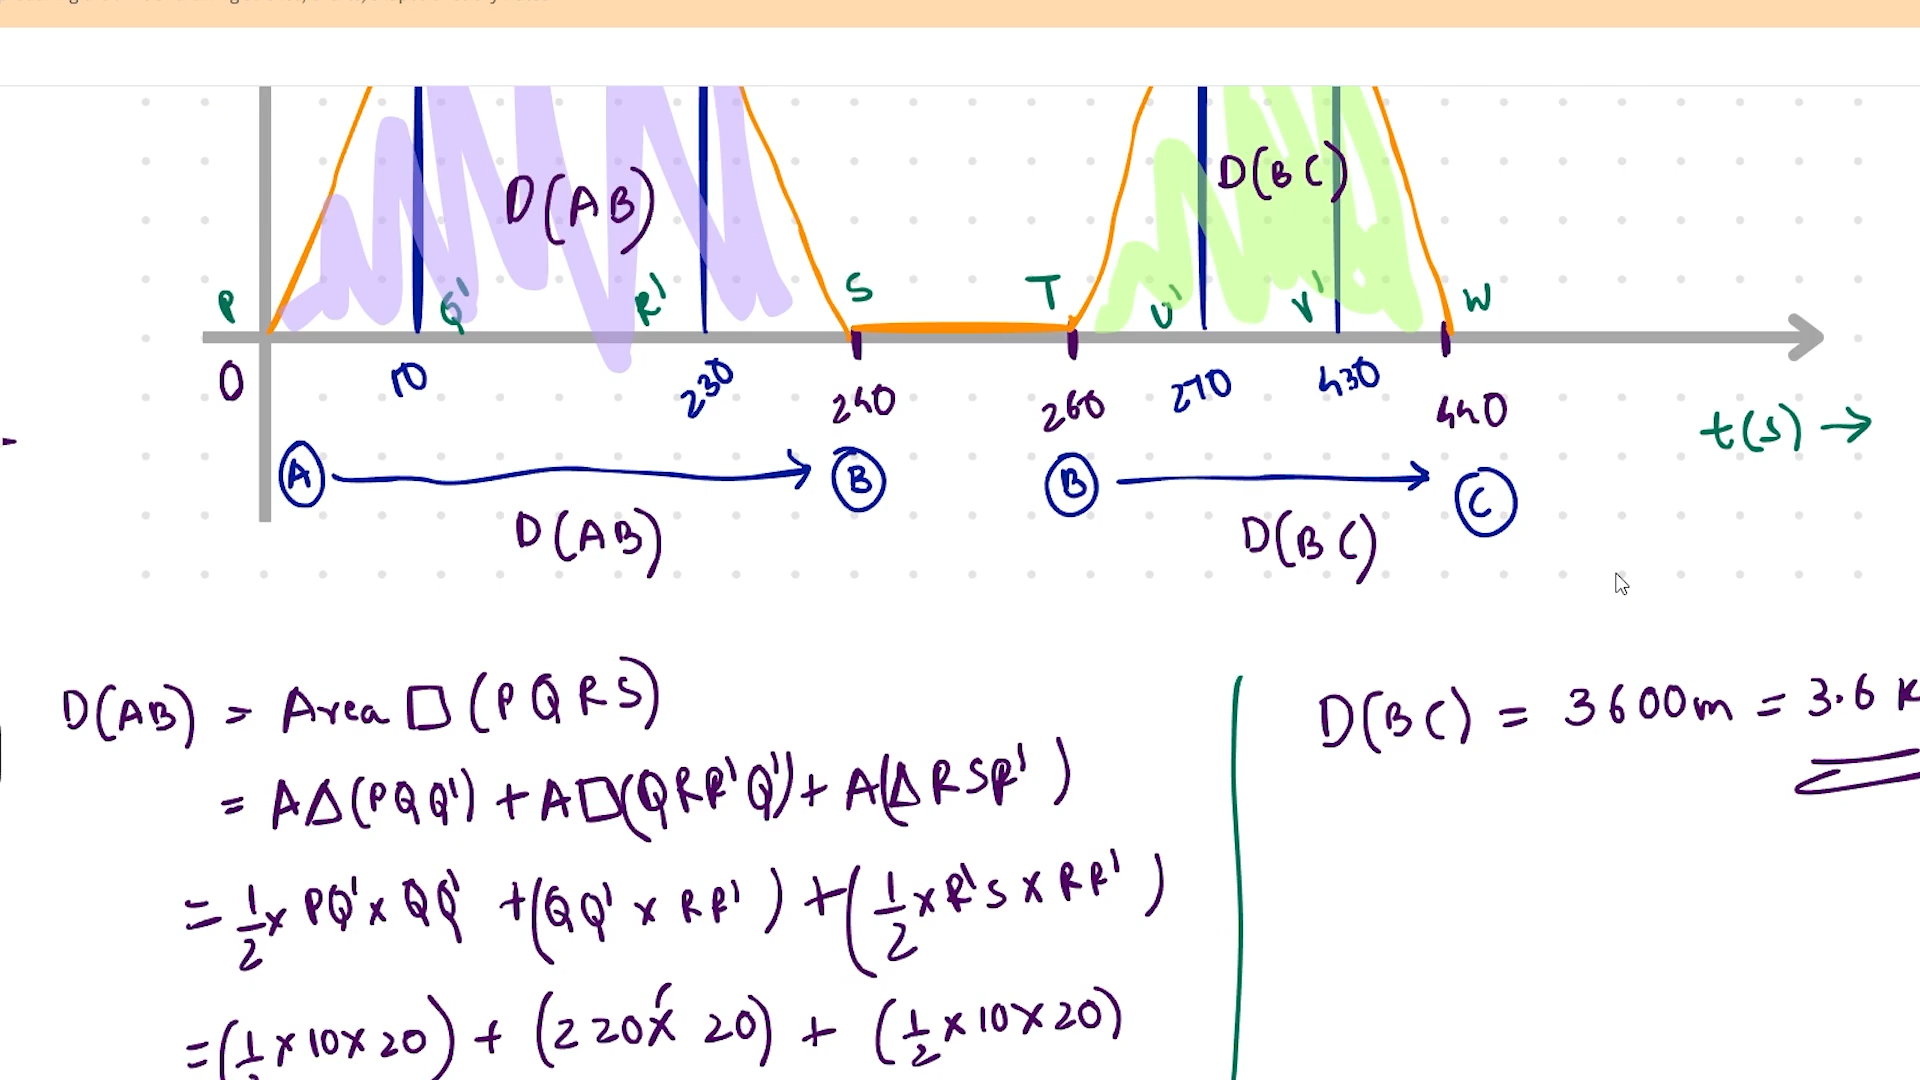 D(AB) D(BC)
P Q' R' S T U' V' W
0 10 230 240 260 270 430 440
t(s) →
A B B C
D(AB) D(BC)
D(AB) = Area □ (PQRS)
= A△(PQQ') + A□(QRR'Q') + A(△RSR')
= 1/2 x PQ' x QQ' + (QQ' x RR') + (1/2 x R'S x RR')
= (1/2 x 10 x 20) + (220 x 20) + (1/2 x 10 x 20)
D(BC) = 3600m = 3.6 K